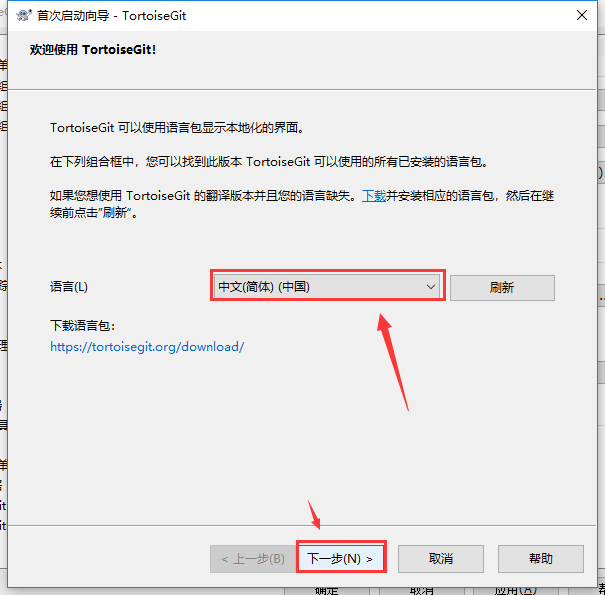 首次启动向导 - TortoiseGit
欢迎使用 TortoiseGit!
TortoiseGit 可以使用语言包显示本地化的界面。
在下列组合框中，您可以找到此版本 TortoiseGit 可以使用的所有已安装的语言包。
如果您想使用 TortoiseGit 的翻译版本并且您的语言缺失。下载并安装相应的语言包，然后在继
续前点击"刷新"。
语言(L)
中文(简体) (中国)
刷新
下载语言包：
https://tortoisegit.org/download/
< 上一步(B)
下一步(N) >
取消
帮助
确定
取消
应用(A)